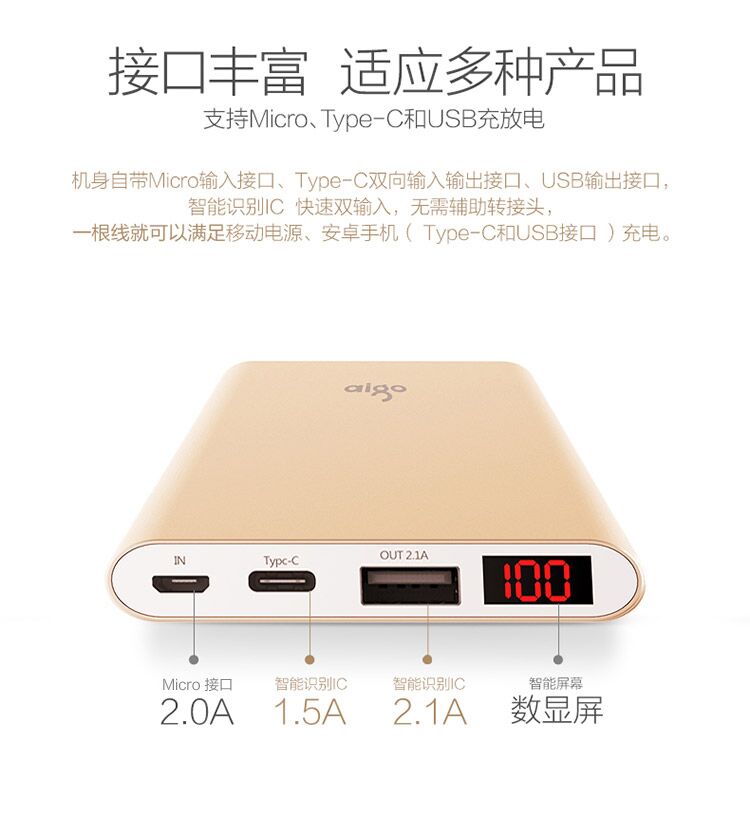 接口丰富 适应多种产品
支持Micro、Type-C和USB充放电
机身自带Micro输入接口、Type-C双向输入输出接口、USB输出接口，
智能识别IC 快速双输入，无需辅助转接头，
一根线就可以满足移动电源、安卓手机（ Type-C和USB接口 ）充电。
aigo
IN Typc-C OUT 2.1A 100
Micro 接口 智能识别IC 智能识别IC 智能屏幕
2.0A 1.5A 2.1A 数显屏